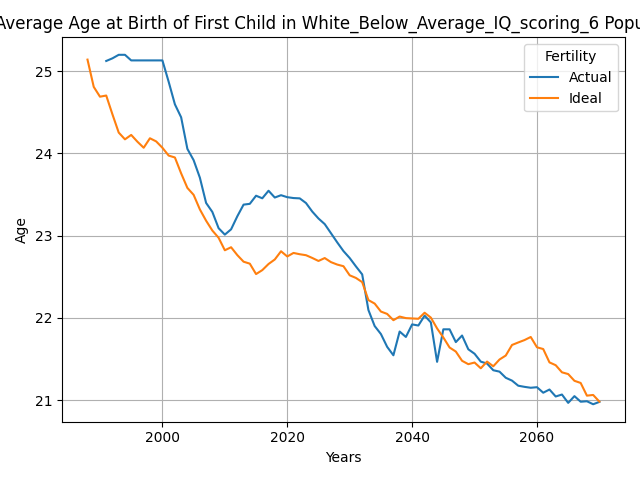 Average Age at Birth of First Child in White_Below_Average_IQ_scoring_6 Popu
Fertility
Actual
Ideal
Age
25
24
23
22
21
2000
2020
2040
2060
Years